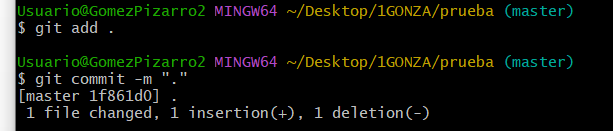 Usuario@GomezPizarro2 MINGW64 ~/Desktop/1GONZA/prueba (master)
$ git add .
Usuario@GomezPizarro2 MINGW64 ~/Desktop/1GONZA/prueba (master)
$ git commit -m "."
[master 1f861d0] .
 1 file changed, 1 insertion(+), 1 deletion(-)